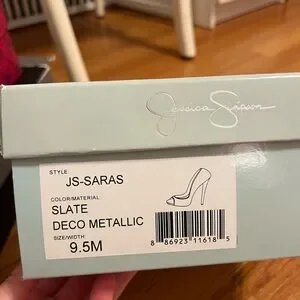 Jessica Simpson
STYLE
JS-SARAS
COLOR/MATERIAL
SLATE
DECO METALLIC
SIZE/WIDTH
9.5M
8 86923 11618 5